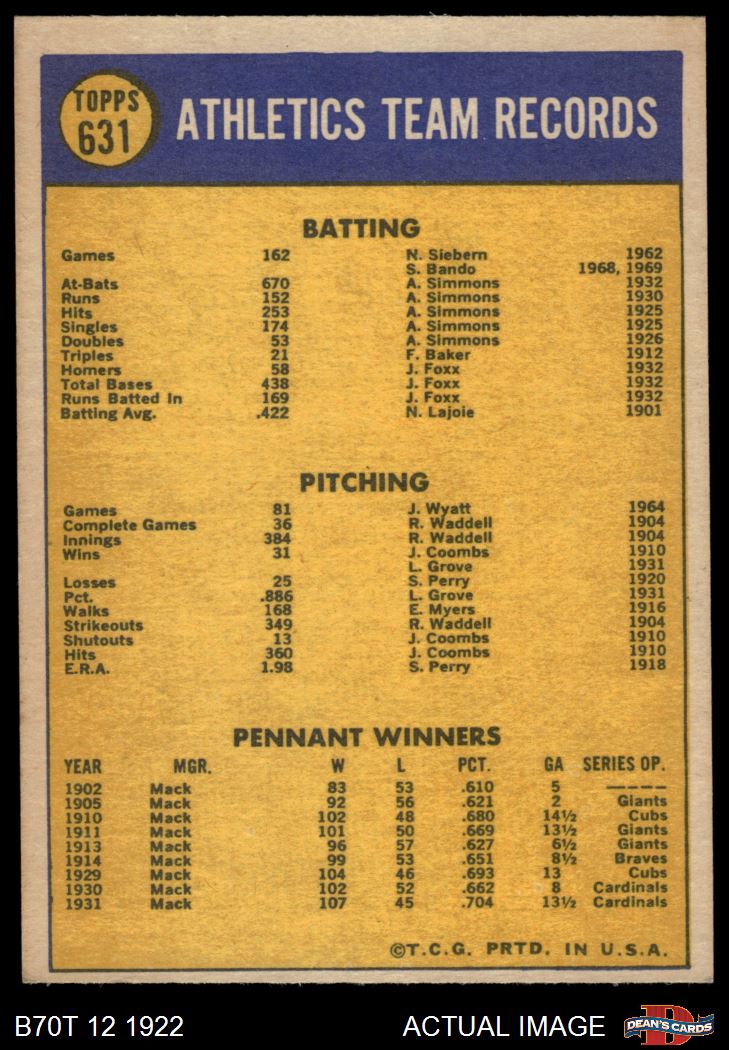 TOPPS
631
ATHLETICS TEAM RECORDS
BATTING
Games 162 N. Siebern 1962
S. Bando 1968, 1969
At-Bats 670 A. Simmons 1932
Runs 152 A. Simmons 1930
Hits 253 A. Simmons 1925
Singles 174 A. Simmons 1925
Doubles 53 A. Simmons 1926
Triples 21 F. Baker 1912
Homers 58 J. Foxx 1932
Total Bases 438 J. Foxx 1932
Runs Batted In 169 J. Foxx 1932
Batting Avg. .422 N. Lajoie 1901
PITCHING
Games 81 J. Wyatt 1964
Complete Games 36 R. Waddell 1904
Innings 384 R. Waddell 1904
Wins 31 J. Coombs 1910
L. Grove 1931
Losses 25 S. Perry 1920
Pct. .886 L. Grove 1931
Walks 168 E. Myers 1916
Strikeouts 349 R. Waddell 1904
Shutouts 13 J. Coombs 1910
Hits 360 J. Coombs 1910
E.R.A. 1.98 S. Perry 1918
PENNANT WINNERS
YEAR MGR. W L PCT. GA SERIES OP.
1902 Mack 83 53 .610 5 -----
1905 Mack 92 56 .621 2 Giants
1910 Mack 102 48 .680 14½ Cubs
1911 Mack 101 50 .669 13½ Giants
1913 Mack 96 57 .627 6½ Giants
1914 Mack 99 53 .651 8½ Braves
1929 Mack 104 46 .693 13 Cubs
1930 Mack 102 52 .662 8 Cardinals
1931 Mack 107 45 .704 13½ Cardinals
©T.C.G. PRTD. IN U.S.A.
B70T 12 1922 ACTUAL IMAGE DEAN'S CARDS